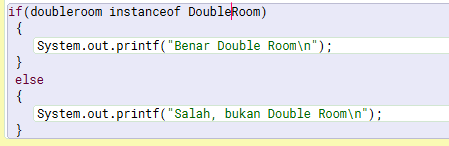 if(doubleroom instanceof DoubleRoom)
{
System.out.printf("Benar Double Room\n");
}
else
{
System.out.printf("Salah, bukan Double Room\n");
}